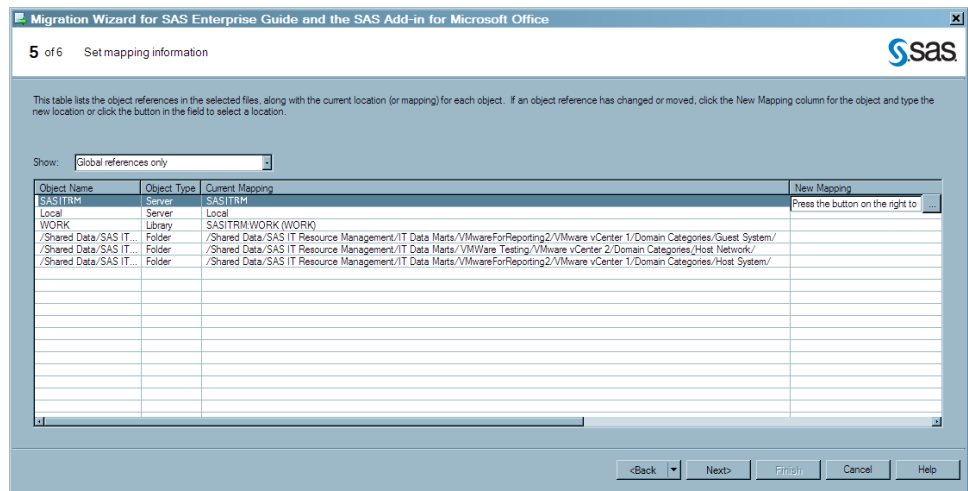 Migration Wizard for SAS Enterprise Guide and the SAS Add-in for Microsoft Office
5 of 6 Set mapping information
sas
This table lists the object references in the selected files, along with the current location (or mapping) for each object. If an object reference has changed or moved, click the New Mapping column for the object and type the
new location or click the button in the field to select a location.
Show: Global references only
Object Name Object Type Current Mapping New Mapping
SASITRM Server SASITRM Press the button on the right to ...
Local Server Local
WORK Library SASITRM:WORK (WORK)
/Shared Data/SAS IT... Folder /Shared Data/SAS IT Resource Management/IT Data Marts/VMwareForReporting2/VMware vCenter 1/Domain Categories/Guest System/
/Shared Data/SAS IT... Folder /Shared Data/SAS IT Resource Management/IT Data Marts/VMWare Testing/VMware vCenter 2/Domain Categories/Host Network/
/Shared Data/SAS IT... Folder /Shared Data/SAS IT Resource Management/IT Data Marts/VMwareForReporting2/VMware vCenter 1/Domain Categories/Host System/
<Back Next> Finish Cancel Help